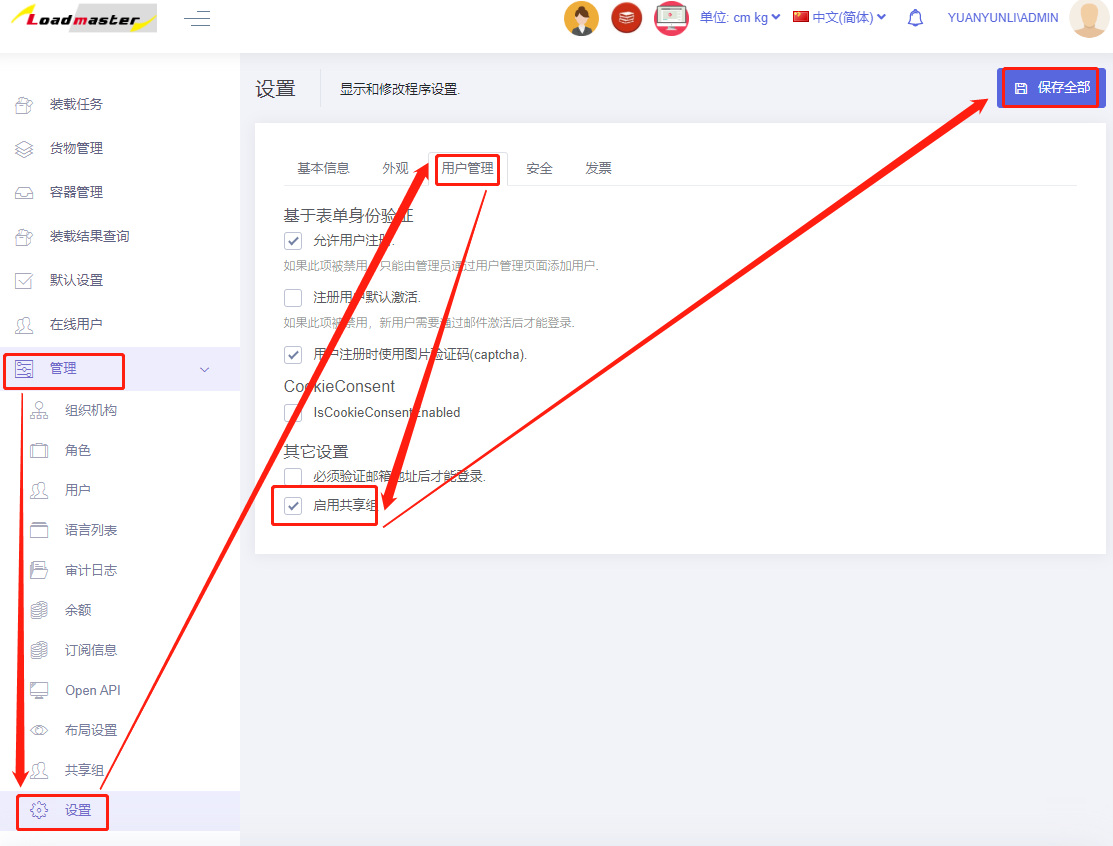 Loadmaster
单位: cm kg
中文(简体)
YUANYUNLI\ADMIN
装载任务
货物管理
容器管理
装载结果查询
默认设置
在线用户
管理
组织机构
角色
用户
语言列表
审计日志
余额
订阅信息
Open API
布局设置
共享组
设置
设置
显示和修改程序设置.
保存全部
基本信息
外观
用户管理
安全
发票
基于表单身份验证
允许用户注册.
如果此项被禁用，只能由管理员通过用户管理页面添加用户.
注册用户默认激活.
如果此项被禁用，新用户需要通过邮件激活后才能登录.
用户注册时使用图片验证码(captcha).
CookieConsent
IsCookieConsentEnabled
其它设置
必须验证邮箱地址后才能登录.
启用共享组